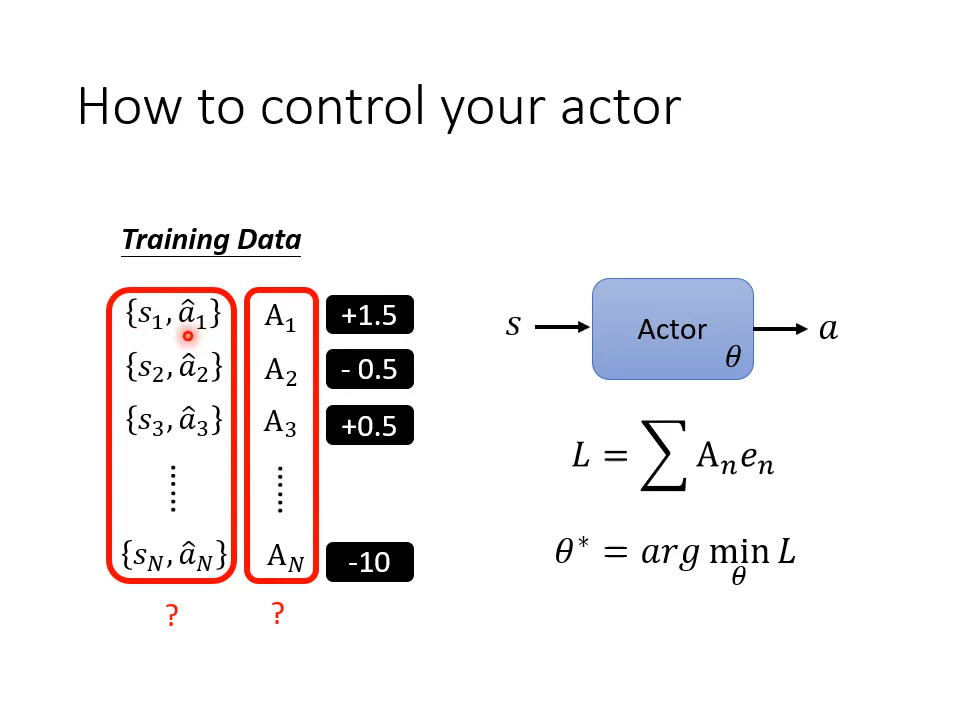 How to control your actor
Training Data
{s₁, â₁} A₁ +1.5
{s₂, â₂} A₂ - 0.5
{s₃, â₃} A₃ +0.5
...... ......
{s_N, â_N} A_N -10
? ?
s Actor θ a
L = ∑ Aₙeₙ
θ* = arg min_θ L